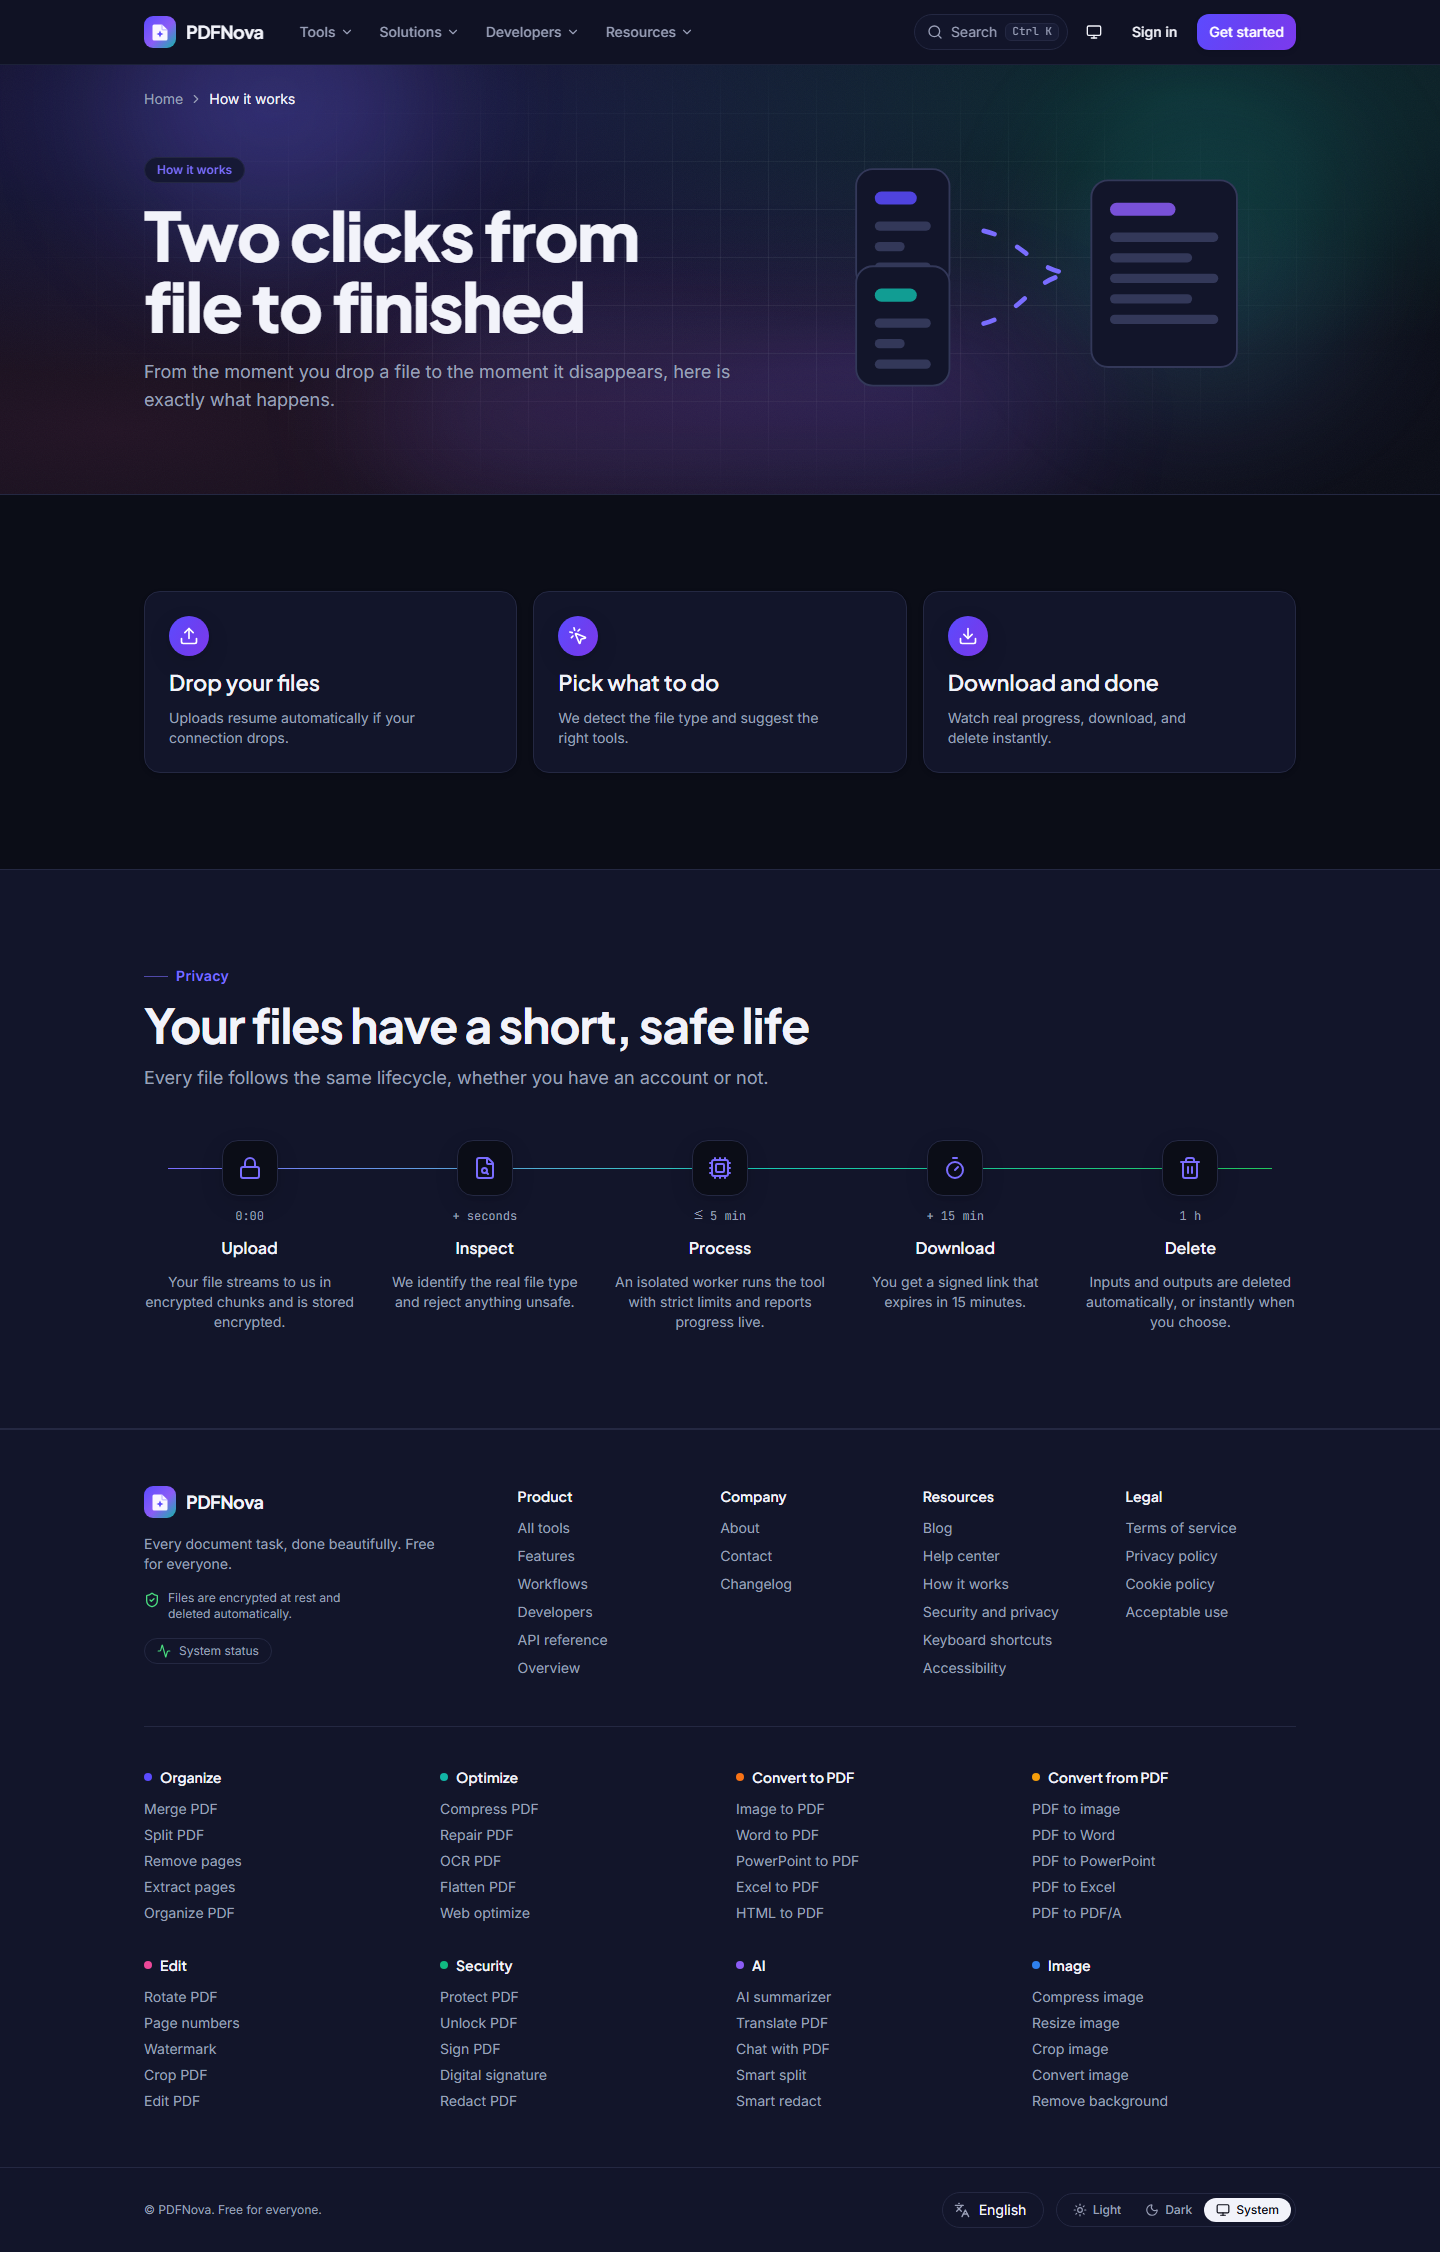 PDFNova
Tools
Solutions
Developers
Resources
Search
Ctrl K
Sign in
Get started
Home
How it works
How it works
Two clicks from
file to finished
From the moment you drop a file to the moment it disappears, here is
exactly what happens.
Drop your files
Uploads resume automatically if your
connection drops.
Pick what to do
We detect the file type and suggest the
right tools.
Download and done
Watch real progress, download, and
delete instantly.
Privacy
Your files have a short, safe life
Every file follows the same lifecycle, whether you have an account or not.
0:00
Upload
Your file streams to us in
encrypted chunks and is stored
encrypted.
+ seconds
Inspect
We identify the real file type
and reject anything unsafe.
≤ 5 min
Process
An isolated worker runs the tool
with strict limits and reports
progress live.
+ 15 min
Download
You get a signed link that
expires in 15 minutes.
1 h
Delete
Inputs and outputs are deleted
automatically, or instantly when
you choose.
PDFNova
Every document task, done beautifully. Free
for everyone.
Files are encrypted at rest and
deleted automatically.
System status
Product
All tools
Features
Workflows
Developers
API reference
Overview
Company
About
Contact
Changelog
Resources
Blog
Help center
How it works
Security and privacy
Keyboard shortcuts
Accessibility
Legal
Terms of service
Privacy policy
Cookie policy
Acceptable use
Organize
Merge PDF
Split PDF
Remove pages
Extract pages
Organize PDF
Optimize
Compress PDF
Repair PDF
OCR PDF
Flatten PDF
Web optimize
Convert to PDF
Image to PDF
Word to PDF
PowerPoint to PDF
Excel to PDF
HTML to PDF
Convert from PDF
PDF to image
PDF to Word
PDF to PowerPoint
PDF to Excel
PDF to PDF/A
Edit
Rotate PDF
Page numbers
Watermark
Crop PDF
Edit PDF
Security
Protect PDF
Unlock PDF
Sign PDF
Digital signature
Redact PDF
AI
AI summarizer
Translate PDF
Chat with PDF
Smart split
Smart redact
Image
Compress image
Resize image
Crop image
Convert image
Remove background
© PDFNova. Free for everyone.
English
Light
Dark
System